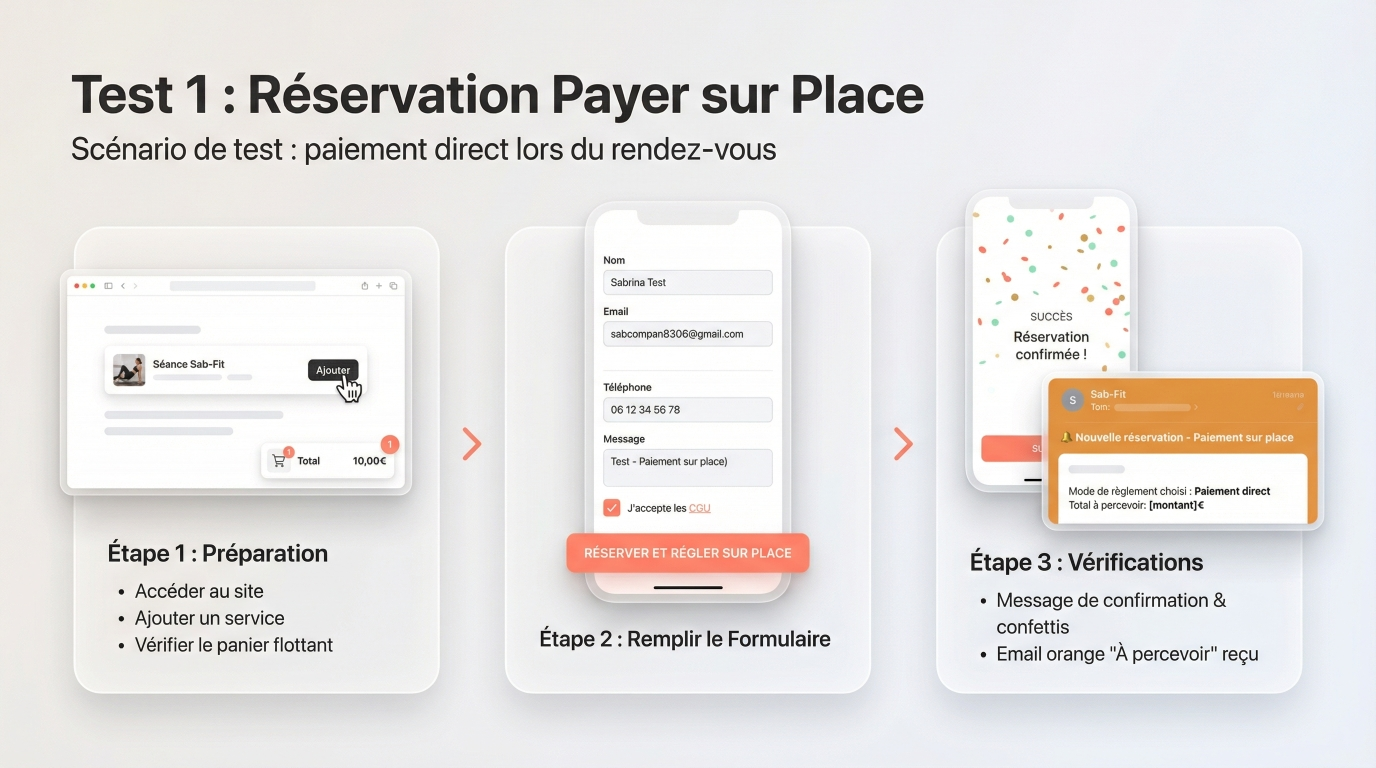 Test 1 : Réservation Payer sur Place
Scénario de test : paiement direct lors du rendez-vous
Séance Sab-Fit
Ajouter
1
1
Total
10,00€
Étape 1 : Préparation
• Accéder au site
• Ajouter un service
• Vérifier le panier flottant
Nom
Sabrina Test
Email
sabcompan8306@gmail.com
Téléphone
06 12 34 56 78
Message
Test - Paiement sur place)
J'accepte les CGU
RÉSERVER ET RÉGLER SUR PLACE
Étape 2 : Remplir le Formulaire
SUCCÈS
Réservation
confirmée !
S
Sab-Fit
Tom:
🔔 Nouvelle réservation - Paiement sur place
Mode de règlement choisi : Paiement direct
Total à percevoir: [montant]€
Étape 3 : Vérifications
• Message de confirmation &
confettis
• Email orange "À percevoir" reçu